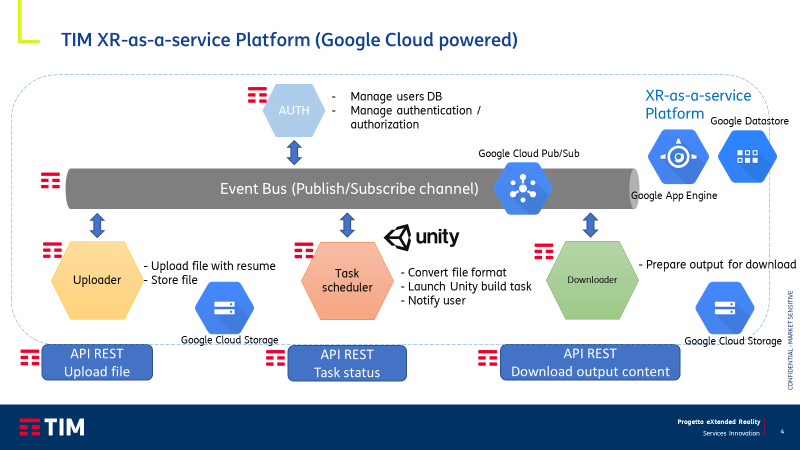 TIM XR-as-a-service Platform (Google Cloud powered)
AUTH
- Manage users DB
- Manage authentication /
authorization
XR-as-a-service
Platform
Google Datastore
Google Cloud Pub/Sub
Event Bus (Publish/Subscribe channel)
Google App Engine
unity
Uploader
- Upload file with resume
- Store file
Task
scheduler
- Convert file format
- Launch Unity build task
- Notify user
Downloader
- Prepare output for download
Google Cloud Storage
Google Cloud Storage
API REST
Upload file
API REST
Task status
API REST
Download output content
CONFIDENTIAL - MARKET SENSITIVE
TIM
Progetto eXtended Reality
Services Innovation
4